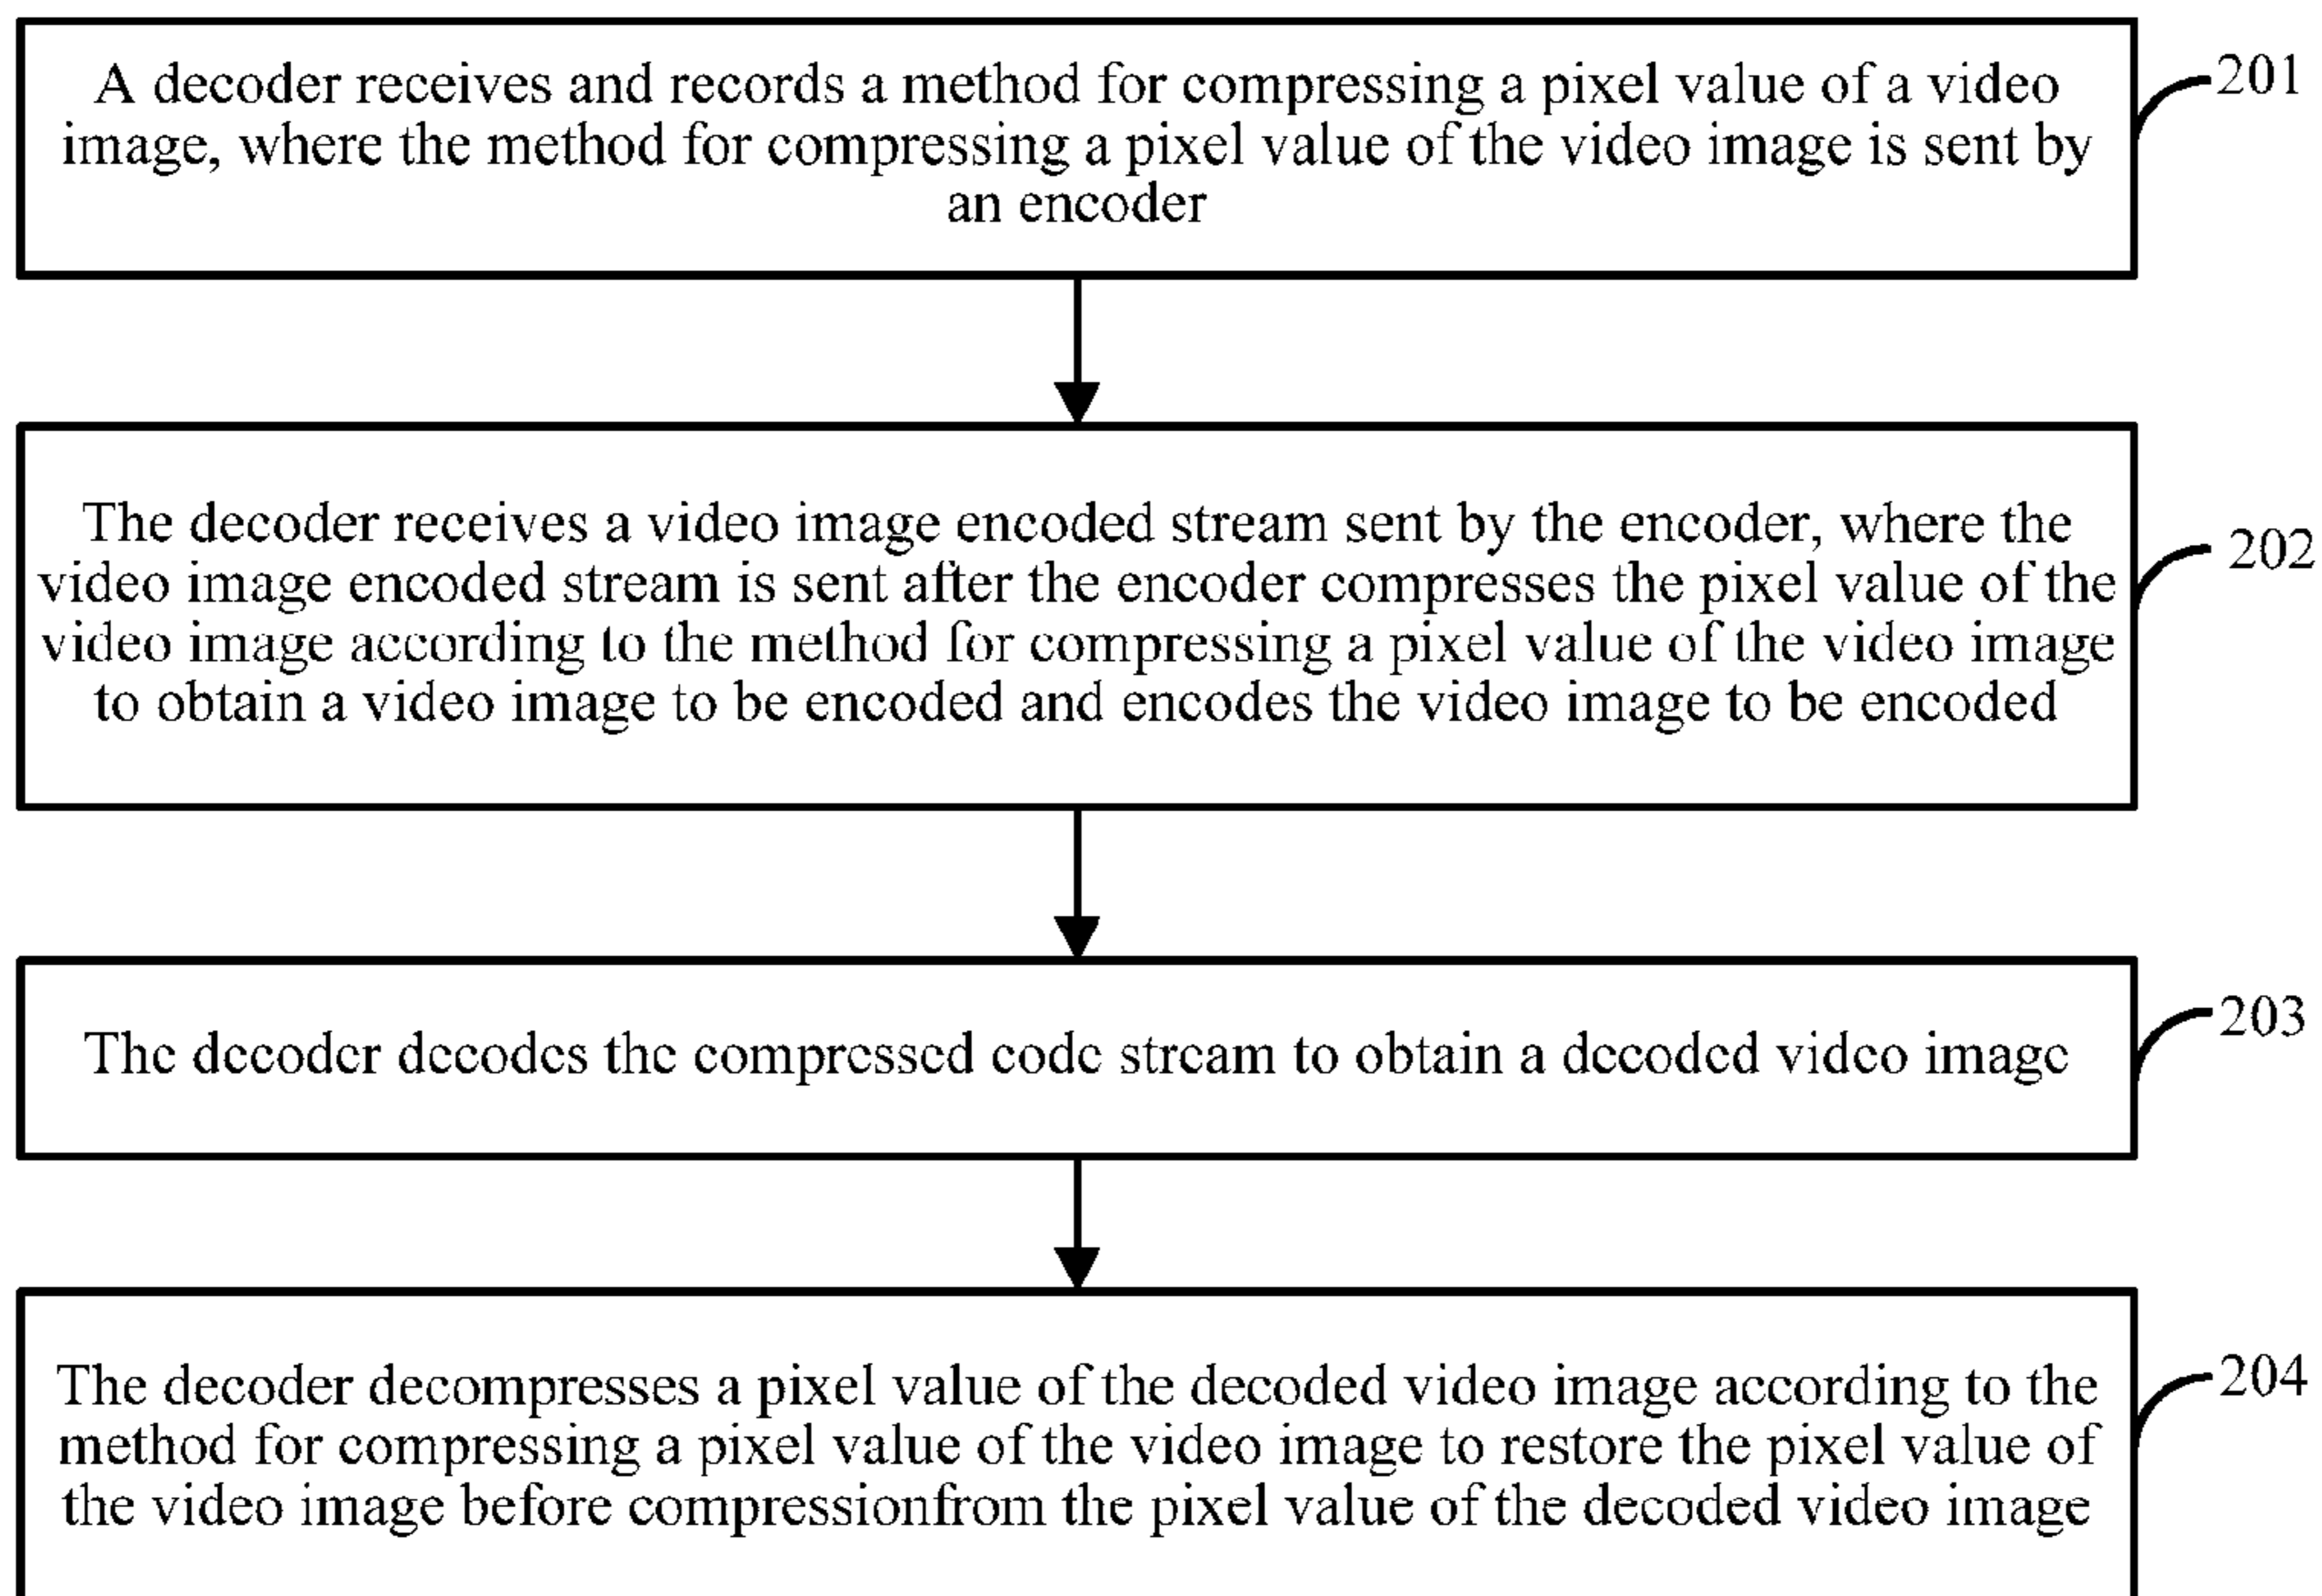 A decoder receives and records a method for compressing a pixel value of a video
image, where the method for compressing a pixel value of the video image is sent by
an encoder
201
The decoder receives a video image encoded stream sent by the encoder, where the
video image encoded stream is sent after the encoder compresses the pixel value of the
video image according to the method for compressing a pixel value of the video image
to obtain a video image to be encoded and encodes the video image to be encoded
202
The decoder decodes the compressed code stream to obtain a decoded video image
203
The decoder decompresses a pixel value of the decoded video image according to the
method for compressing a pixel value of the video image to restore the pixel value of
the video image before compressionfrom the pixel value of the decoded video image
204